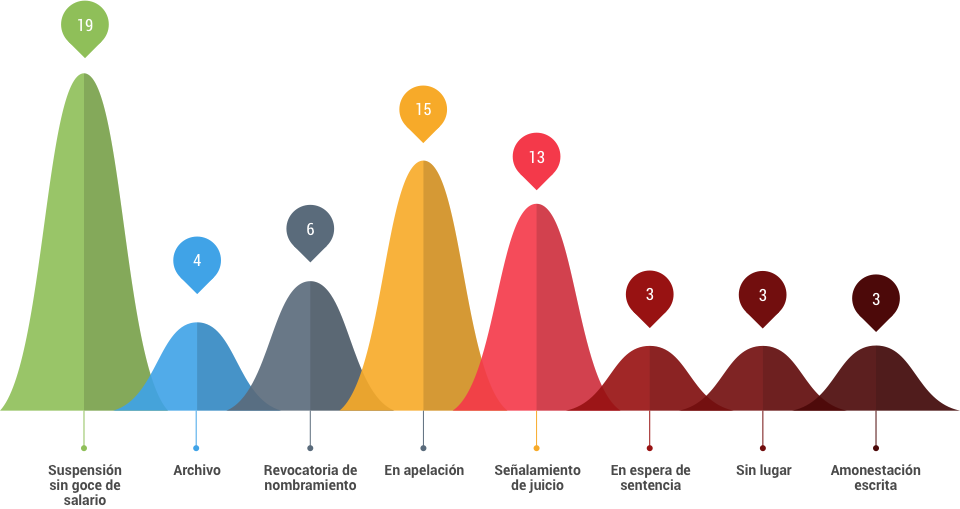 19
4
6
15
13
3
3
3
Suspensión
sin goce de
salario
Archivo
Revocatoria de
nombramiento
En apelación
Señalamiento
de juicio
En espera de
sentencia
Sin lugar
Amonestación
escrita